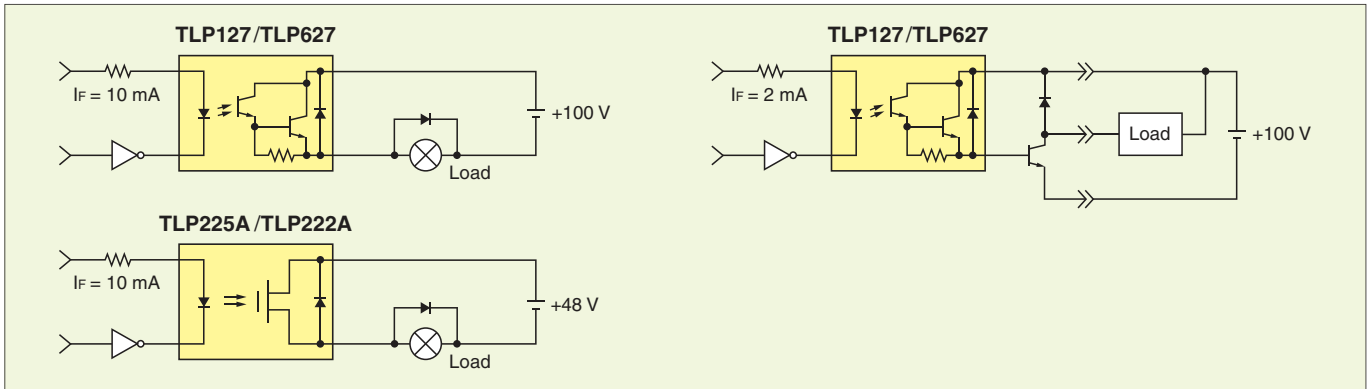 TLP127/TLP627
IF = 10 mA
+100 V
Load
TLP127/TLP627
IF = 2 mA
Load
+100 V
TLP225A/TLP222A
IF = 10 mA
+48 V
Load